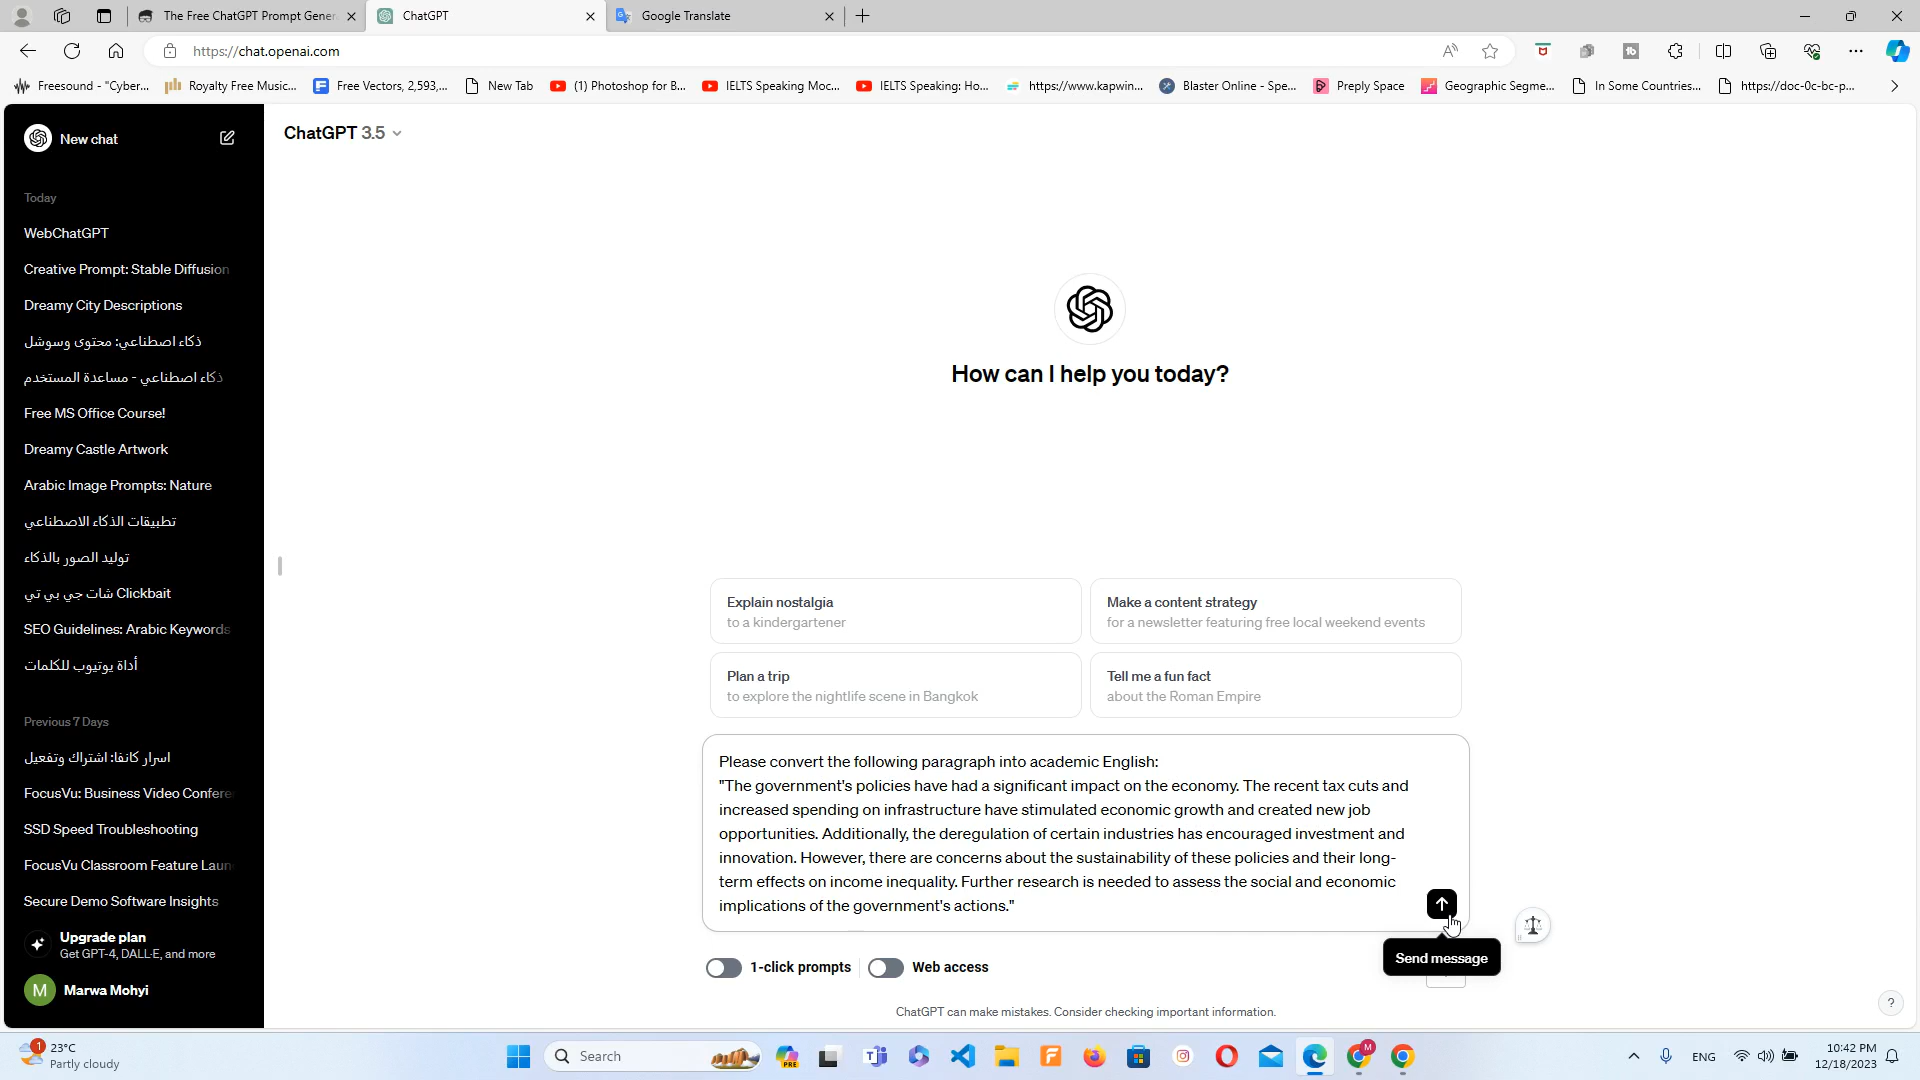 The Free ChatGPT Prompt Gener
ChatGPT
Google Translate
https://chat.openai.com
Freesound - "Cyber...
Royalty Free Music...
Free Vectors, 2,593,...
New Tab
(1) Photoshop for B...
IELTS Speaking Moc...
IELTS Speaking: Ho...
https://www.kapwin...
Blaster Online - Spe...
Preply Space
Geographic Segme...
In Some Countries...
https://doc-0c-bc-p...
New chat
ChatGPT 3.5
Today
WebChatGPT
Creative Prompt: Stable Diffusion
Dreamy City Descriptions
ذكاء اصطناعي: محتوى وسوشل
ذكاء اصطناعي - مساعدة المستخدم
Free MS Office Course!
Dreamy Castle Artwork
Arabic Image Prompts: Nature
تطبيقات الذكاء الاصطناعي
توليد الصور بالذكاء
شات جي بي تي Clickbait
SEO Guidelines: Arabic Keywords
أداة يوتيوب للكلمات
Previous 7 Days
اسرار كانفا: اشتراك وتفعيل
FocusVu: Business Video Confere
SSD Speed Troubleshooting
FocusVu Classroom Feature Laun
Secure Demo Software Insights
Upgrade plan
Get GPT-4, DALL·E, and more
M
Marwa Mohyi
How can I help you today?
Explain nostalgia
to a kindergartener
Make a content strategy
for a newsletter featuring free local weekend events
Plan a trip
to explore the nightlife scene in Bangkok
Tell me a fun fact
about the Roman Empire
Please convert the following paragraph into academic English:
"The government's policies have had a significant impact on the economy. The recent tax cuts and
increased spending on infrastructure have stimulated economic growth and created new job
opportunities. Additionally, the deregulation of certain industries has encouraged investment and
innovation. However, there are concerns about the sustainability of these policies and their long-
term effects on income inequality. Further research is needed to assess the social and economic
implications of the government's actions."
Send message
1-click prompts
Web access
ChatGPT can make mistakes. Consider checking important information.
?
1
23°C
Partly cloudy
Search
PRE
M
ENG
10:42 PM
12/18/2023